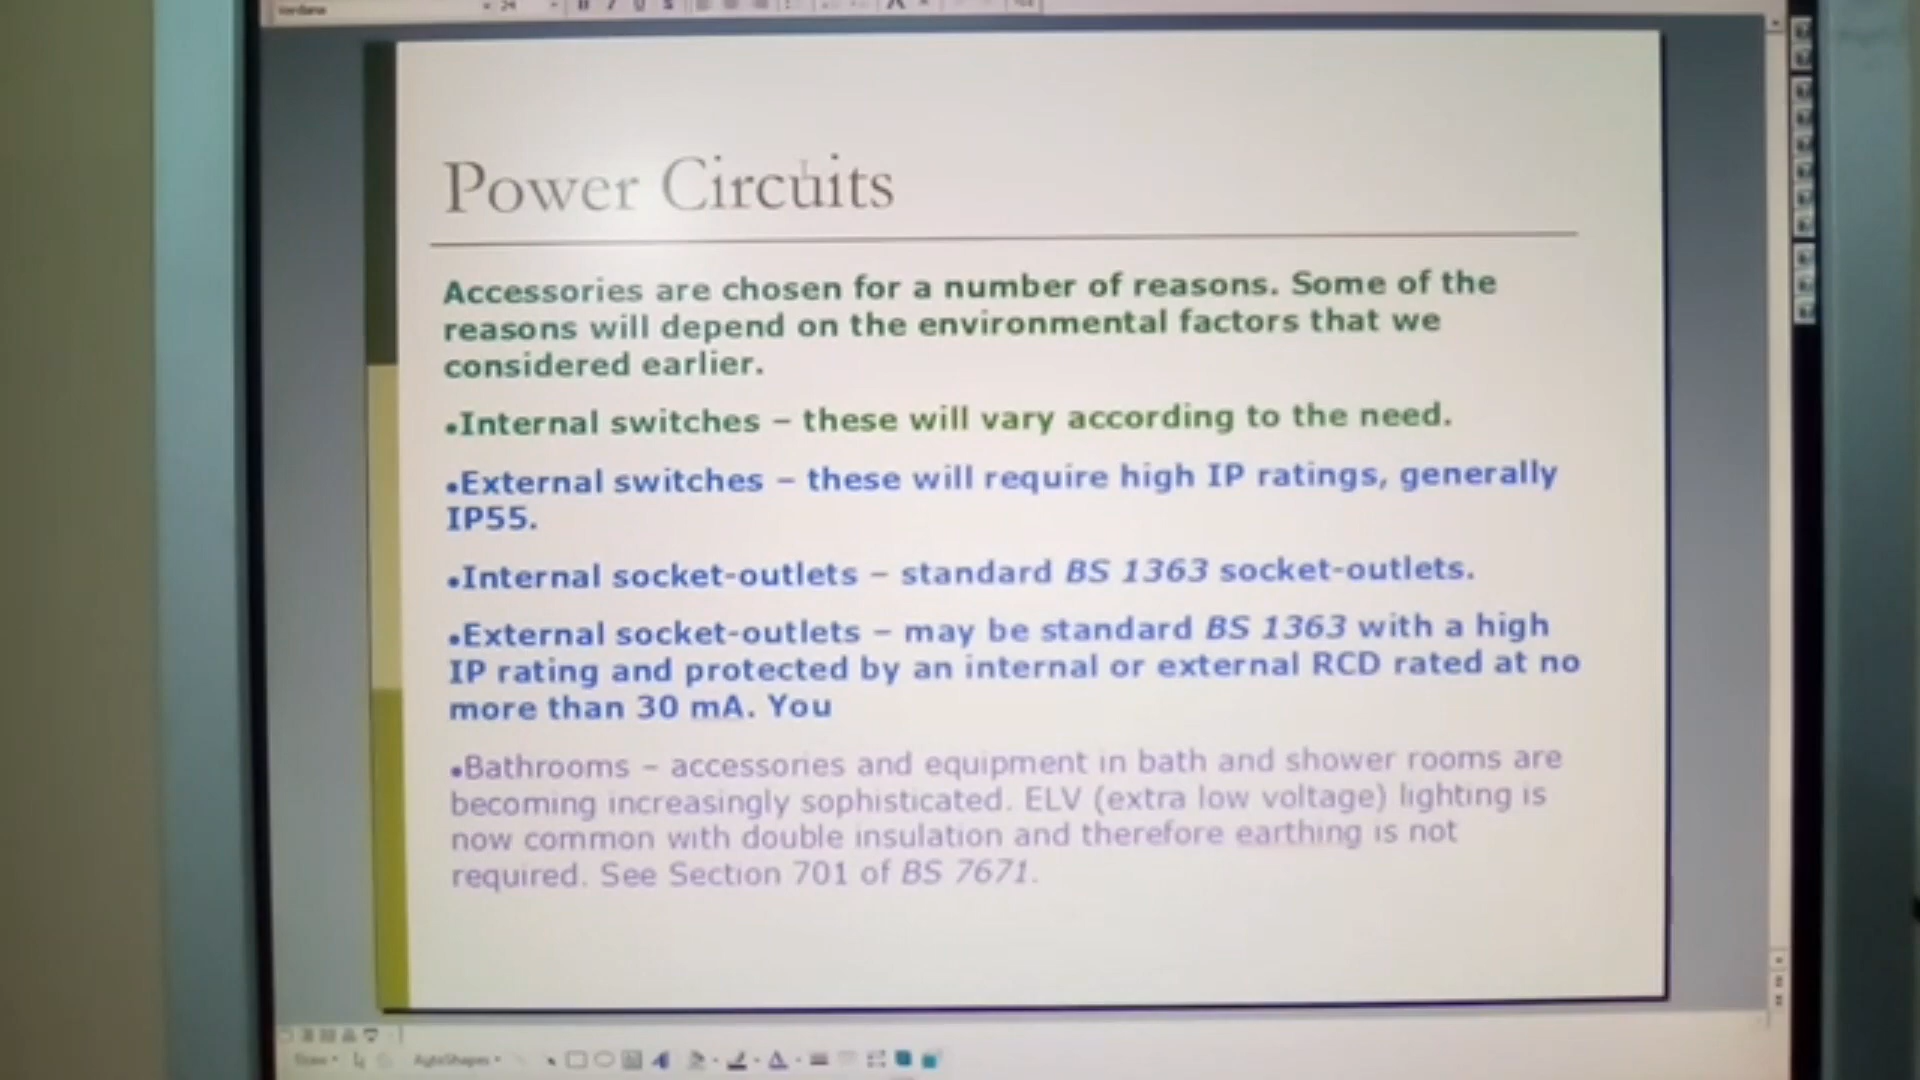 Verdana
24
Power Circuits
Accessories are chosen for a number of reasons. Some of the
reasons will depend on the environmental factors that we
considered earlier.
•Internal switches – these will vary according to the need.
•External switches – these will require high IP ratings, generally
IP55.
•Internal socket-outlets – standard BS 1363 socket-outlets.
•External socket-outlets – may be standard BS 1363 with a high
IP rating and protected by an internal or external RCD rated at no
more than 30 mA. You
•Bathrooms – accessories and equipment in bath and shower rooms are
becoming increasingly sophisticated. ELV (extra low voltage) lighting is
now common with double insulation and therefore earthing is not
required. See Section 701 of BS 7671.
AutoShapes